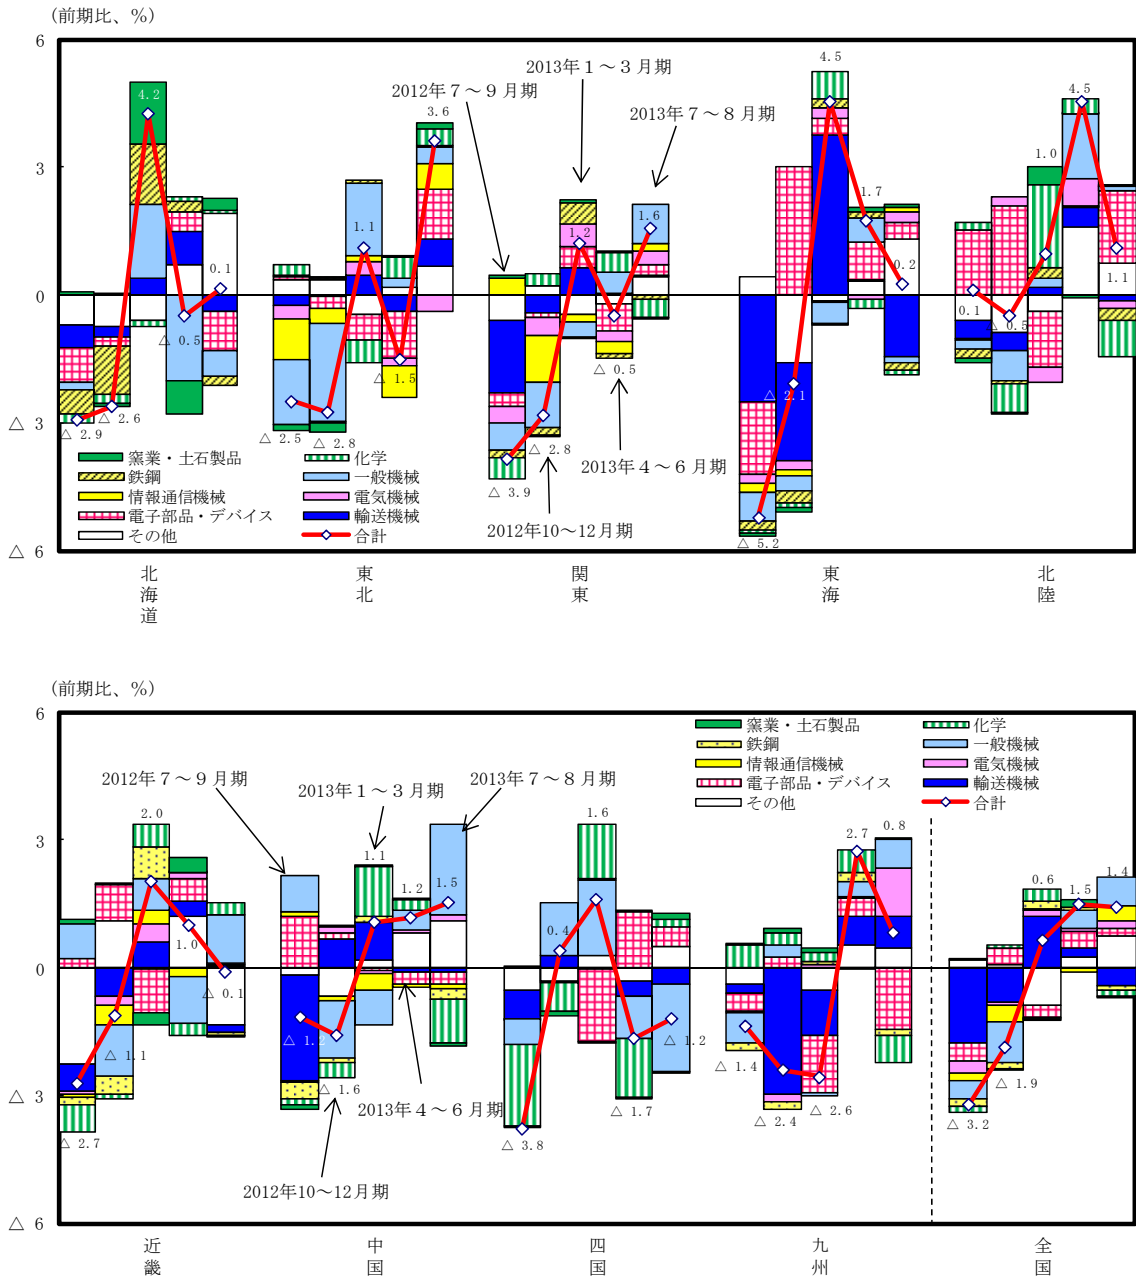 (前期比、%)
6
3
0
△ 3
△ 6
2012年７～９月期
2013年１～３月期
2013年７～８月期
2013年４～６月期
2012年10～12月期
△ 2.9
△ 2.6
4.2
△ 0.5
0.1
△ 2.5
△ 2.8
1.1
△ 1.5
3.6
△ 3.9
△ 2.8
1.2
△ 0.5
1.6
△ 5.2
△ 2.1
4.5
1.7
0.2
0.1
△ 0.5
1.0
4.5
1.1
窯業・土石製品
化学
鉄鋼
一般機械
情報通信機械
電気機械
電子部品・デバイス
輸送機械
その他
合計
北海道
東北
関東
東海
北陸
(前期比、%)
6
3
0
△ 3
△ 6
窯業・土石製品
化学
鉄鋼
一般機械
情報通信機械
電気機械
電子部品・デバイス
輸送機械
その他
合計
2012年７～９月期
2013年１～３月期
2013年７～８月期
2013年４～６月期
2012年10～12月期
△ 2.7
△ 1.1
2.0
1.0
△ 0.1
△ 1.2
△ 1.6
1.1
1.2
1.5
△ 3.8
0.4
1.6
△ 1.7
△ 1.2
△ 1.4
△ 2.4
△ 2.6
2.7
0.8
△ 3.2
△ 1.9
0.6
1.5
1.4
近畿
中国
四国
九州
全国